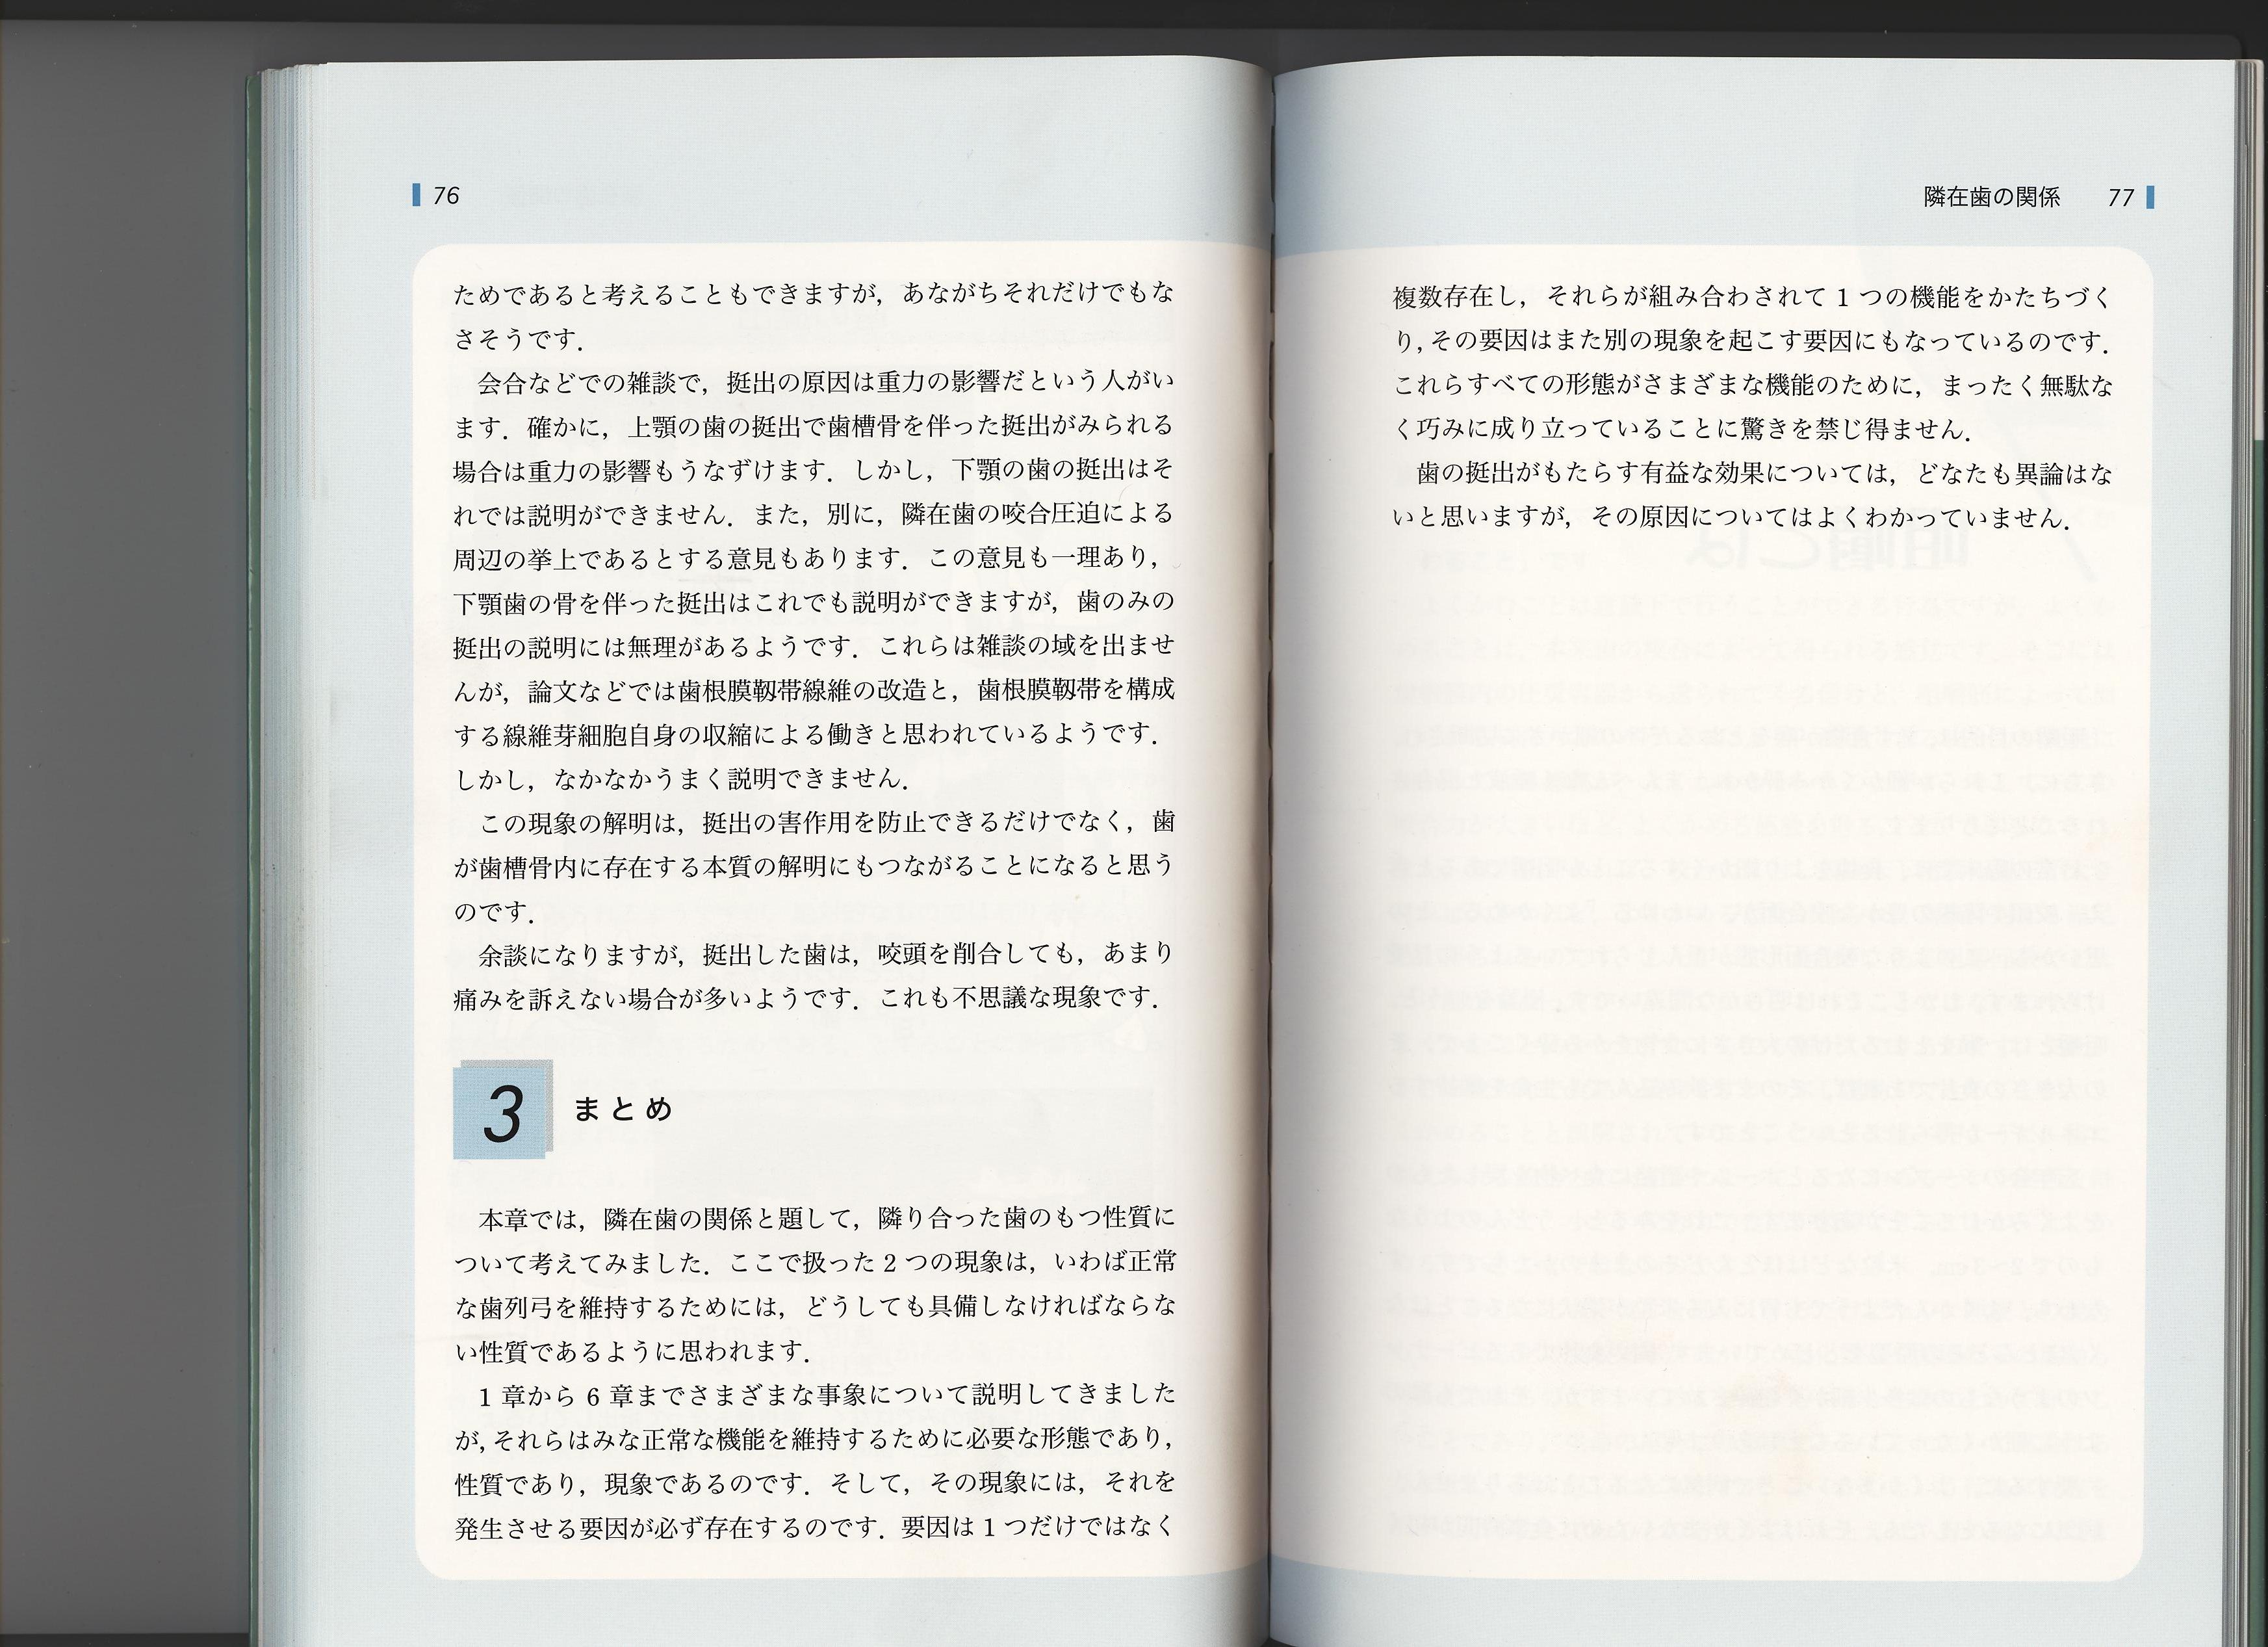 76
ためであると考えることもできますが，あながちそれだけでもな
さそうです．
　会合などでの雑談で，挺出の原因は重力の影響だという人がい
ます．確かに，上顎の歯の挺出で歯槽骨を伴った挺出がみられる
場合は重力の影響もうなずけます．しかし，下顎の歯の挺出はそ
れでは説明ができません．また，別に，隣在歯の咬合圧迫による
周辺の挙上であるとする意見もあります．この意見も一理あり，
下顎歯の骨を伴った挺出はこれでも説明ができますが，歯のみの
挺出の説明には無理があるようです．これらは雑談の域を出ませ
んが，論文などでは歯根膜靱帯線維の改造と，歯根膜靱帯を構成
する線維芽細胞自身の収縮による働きと思われているようです．
しかし，なかなかうまく説明できません．
　この現象の解明は，挺出の害作用を防止できるだけでなく，歯
が歯槽骨内に存在する本質の解明にもつながることになると思う
のです．
　余談になりますが，挺出した歯は，咬頭を削合しても，あまり
痛みを訴えない場合が多いようです．これも不思議な現象です．
3 まとめ
　本章では，隣在歯の関係と題して，隣り合った歯のもつ性質に
ついて考えてみました．ここで扱った 2 つの現象は，いわば正常
な歯列弓を維持するためには，どうしても具備しなければならな
い性質であるように思われます．
　1 章から 6 章までさまざまな事象について説明してきました
が，それらはみな正常な機能を維持するために必要な形態であり，
性質であり，現象であるのです．そして，その現象には，それを
発生させる要因が必ず存在するのです．要因は 1 つだけではなく
隣在歯の関係　77
複数存在し，それらが組み合わされて 1 つの機能をかたちづく
り，その要因はまた別の現象を起こす要因にもなっているのです．
これらすべての形態がさまざまな機能のために，まったく無駄な
く巧みに成り立っていることに驚きを禁じ得ません．
　歯の挺出がもたらす有益な効果については，どなたも異論はな
いと思いますが，その原因についてはよくわかっていません．